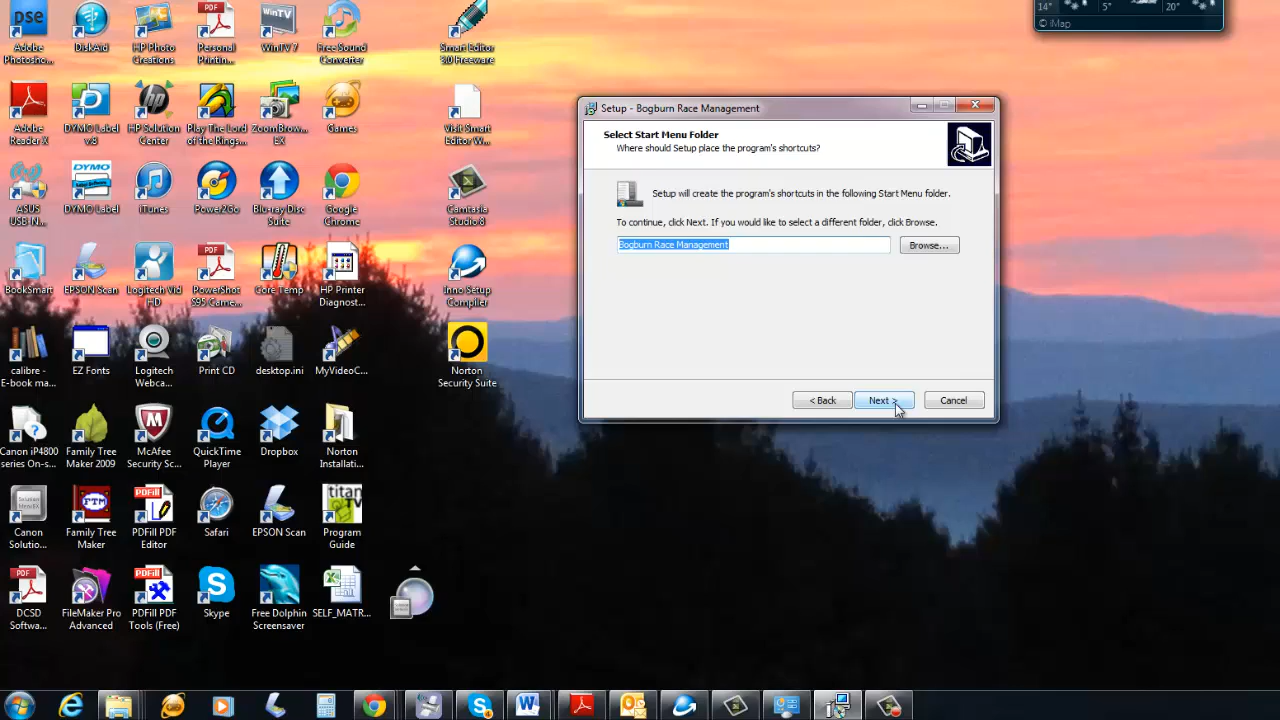 Adobe Photosh...
DiskAid
HP Photo Creations
Personal Printin...
WinTV 7
Free Sound Converter
Smart Editor 3.0 Freeware
14°
5°
20°
© iMap
Adobe Reader X
DYMO Label v.8
HP Solution Center
Play The Lord of the Rings...
ZoomBrow... EX
Games
Visit Smart Editor W...
ASUS USB IN...
DYMO Label
iTunes
Power2Go
Blu-ray Disc Suite
Google Chrome
Camtasia Studio 8
BookSmart
EPSON Scan
Logitech Vid HD
PowerShot S95 Came...
Core Temp
HP Printer Diagnost...
Inno Setup Compiler
calibre - E-book ma...
EZ Fonts
Logitech Webca...
Print CD
desktop.ini
MyVideoC...
Norton Security Suite
Canon iP4800 series On-s...
Family Tree Maker 2009
McAfee Security Sc...
QuickTime Player
Dropbox
Norton Installati...
Canon Solutio...
Family Tree Maker
PDFill PDF Editor
Safari
EPSON Scan
Program Guide
DCSD Softwa...
FileMaker Pro Advanced
PDFill PDF Tools (Free)
Skype
Free Dolphin Screensaver
SELF_MATR...
Setup - Bogburn Race Management
Select Start Menu Folder
Where should Setup place the program's shortcuts?
Setup will create the program's shortcuts in the following Start Menu folder.
To continue, click Next. If you would like to select a different folder, click Browse.
Bogburn Race Management
Browse...
< Back
Next >
Cancel